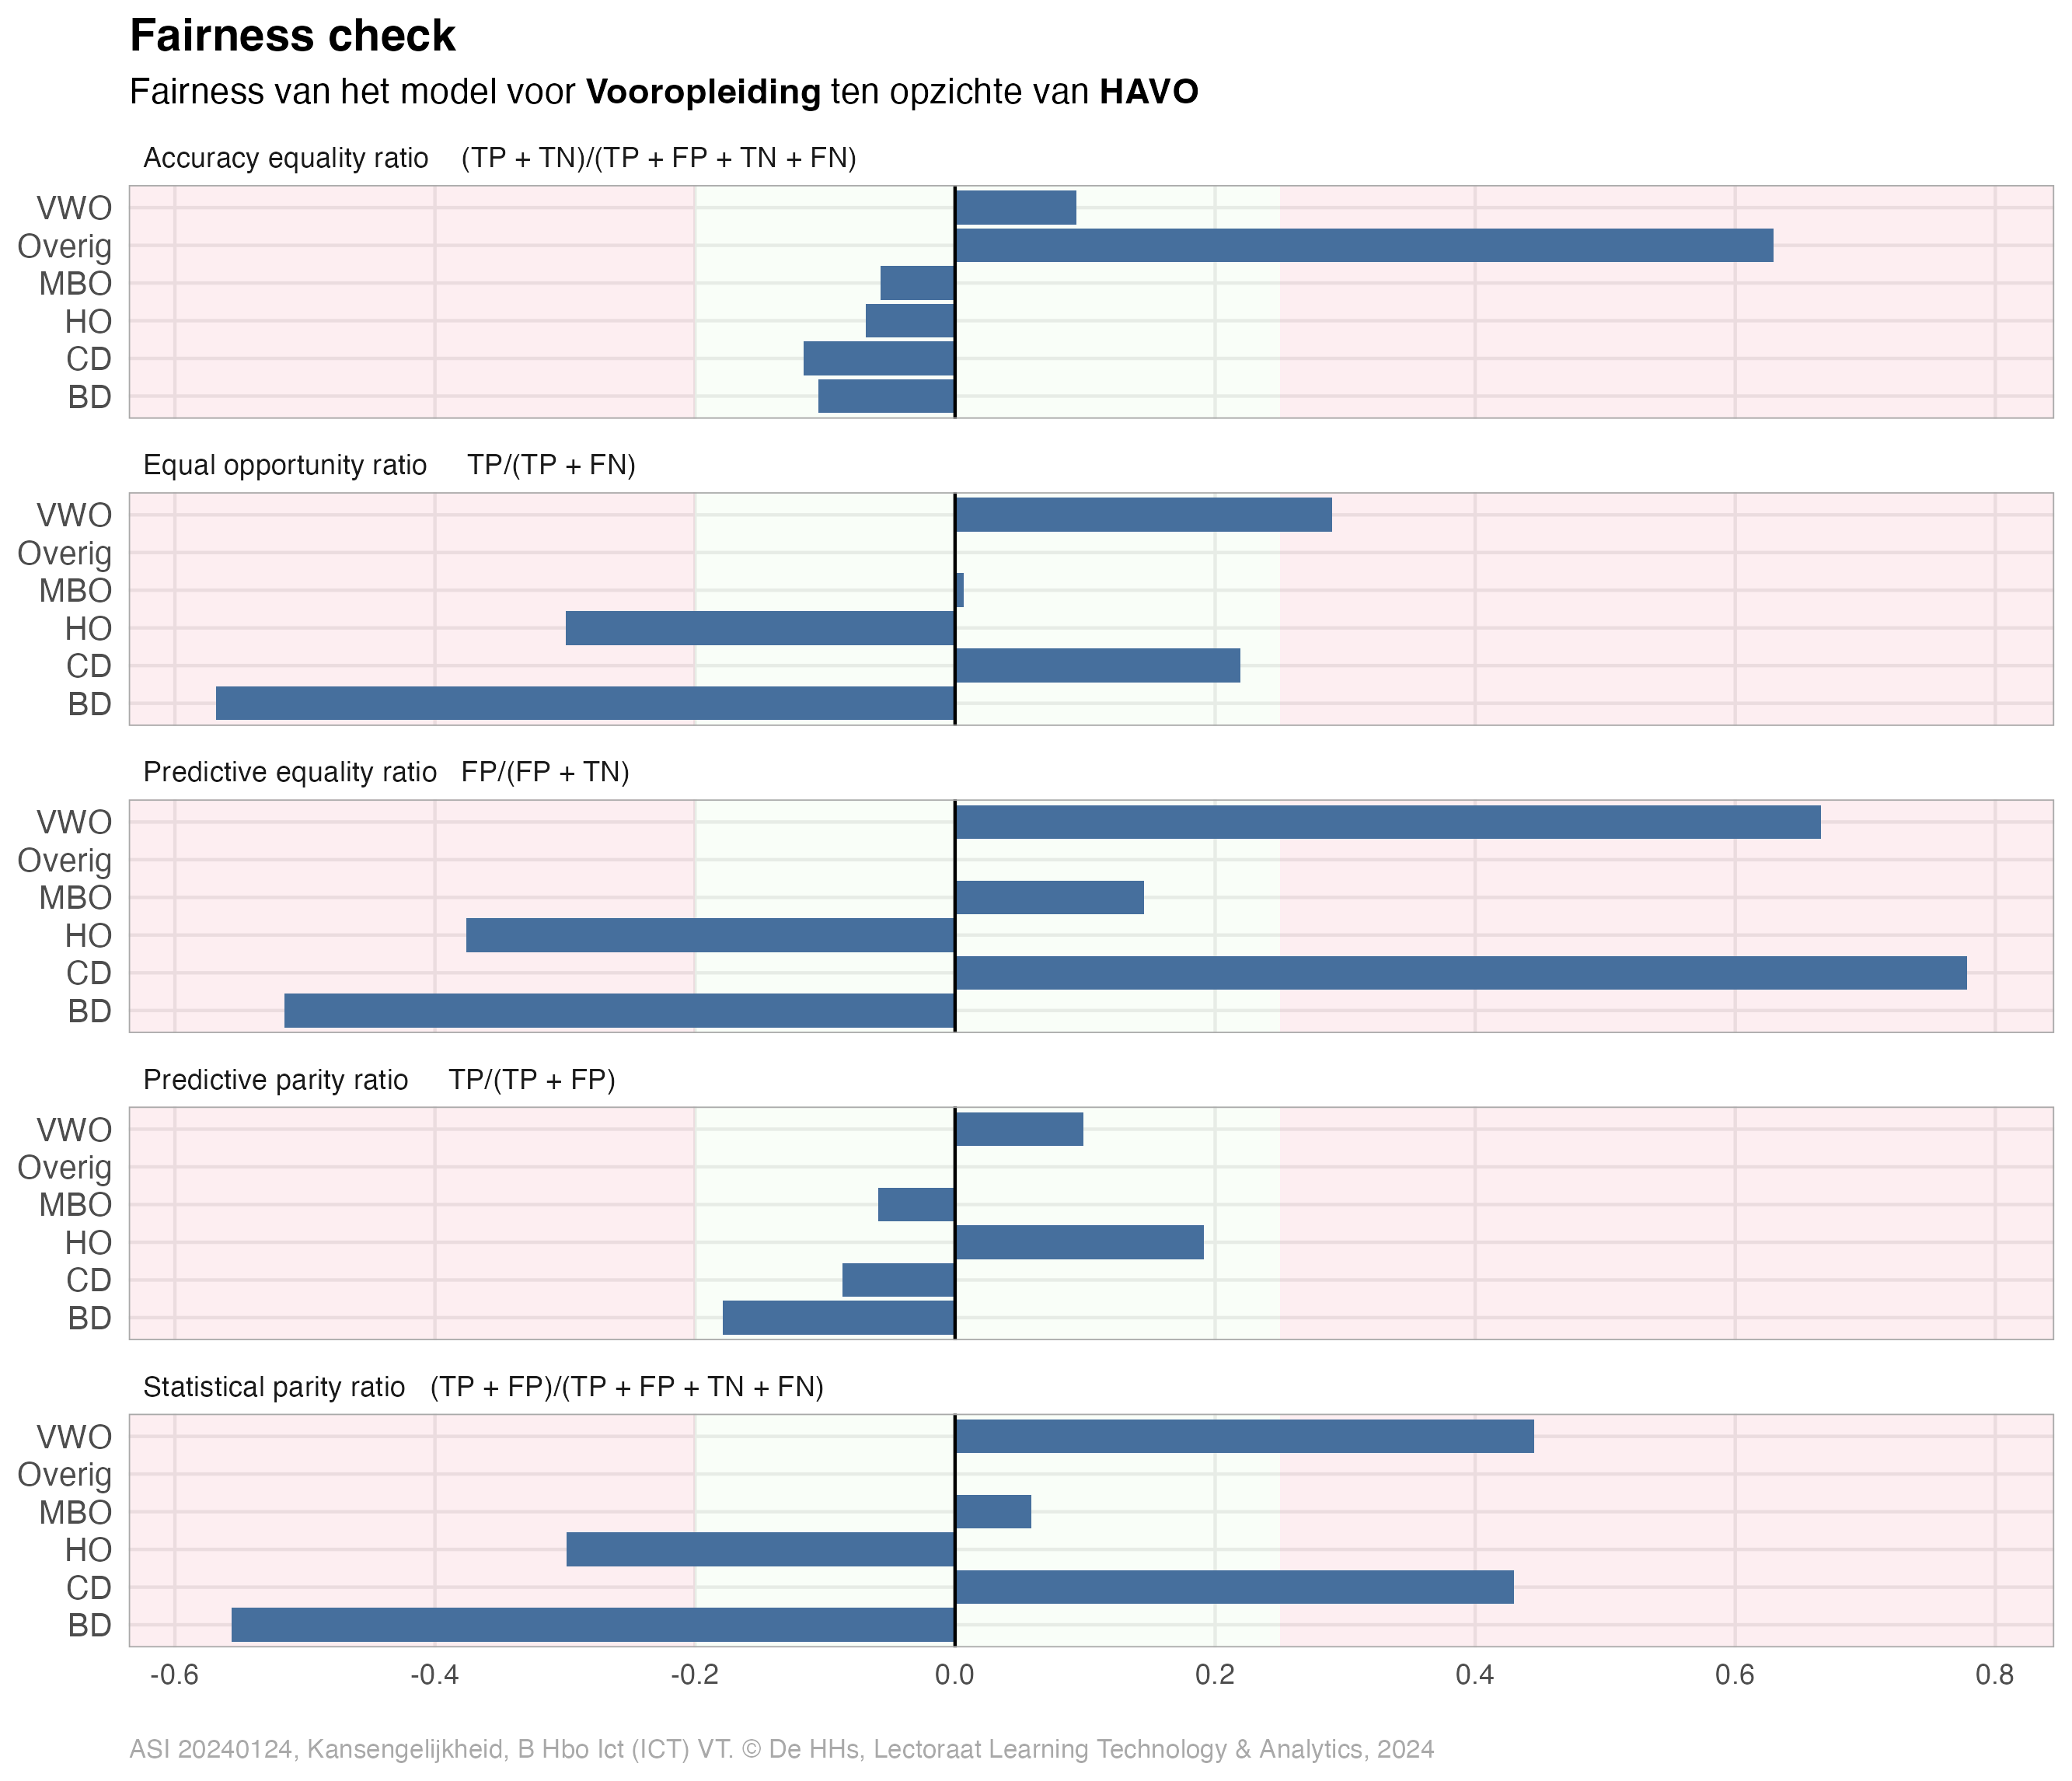 Fairness check
Fairness van het model voor Vooropleiding ten opzichte van HAVO
Accuracy equality ratio (TP + TN)/(TP + FP + TN + FN)
VWO
Overig
MBO
HO
CD
BD
Equal opportunity ratio TP/(TP + FN)
VWO
Overig
MBO
HO
CD
BD
Predictive equality ratio FP/(FP + TN)
VWO
Overig
MBO
HO
CD
BD
Predictive parity ratio TP/(TP + FP)
VWO
Overig
MBO
HO
CD
BD
Statistical parity ratio (TP + FP)/(TP + FP + TN + FN)
VWO
Overig
MBO
HO
CD
BD
-0.6 -0.4 -0.2 0.0 0.2 0.4 0.6 0.8
ASI 20240124, Kansengelijkheid, B Hbo Ict (ICT) VT. © De HHs, Lectoraat Learning Technology & Analytics, 2024